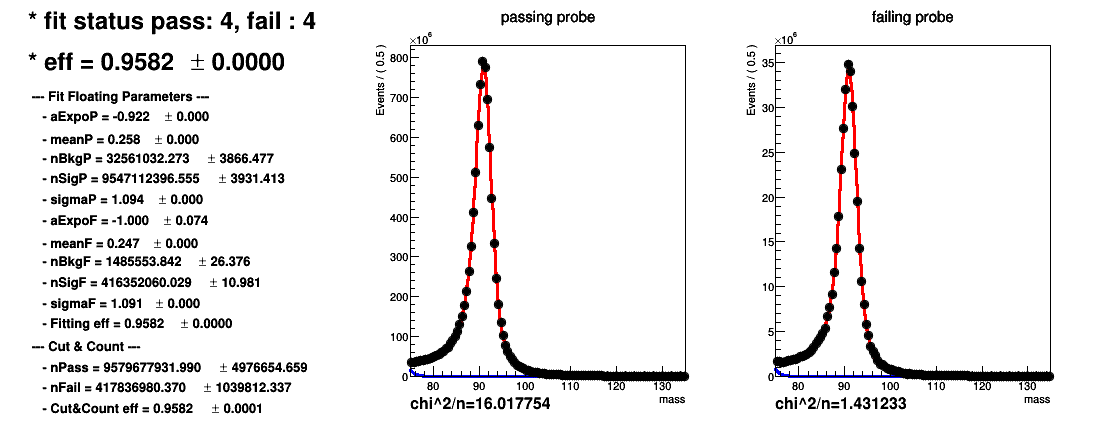 * fit status pass: 4, fail : 4
* eff = 0.9582 ± 0.0000
--- Fit Floating Parameters ---
- aExpoP = -0.922 ± 0.000
- meanP = 0.258 ± 0.000
- nBkgP = 32561032.273 ± 3866.477
- nSigP = 9547112396.555 ± 3931.413
- sigmaP = 1.094 ± 0.000
- aExpoF = -1.000 ± 0.074
- meanF = 0.247 ± 0.000
- nBkgF = 1485553.842 ± 26.376
- nSigF = 416352060.029 ± 10.981
- sigmaF = 1.091 ± 0.000
- Fitting eff = 0.9582 ± 0.0000
--- Cut & Count ---
- nPass = 9579677931.990 ± 4976654.659
- nFail = 417836980.370 ± 1039812.337
- Cut&Count eff = 0.9582 ± 0.0001
passing probe
×10^6
Events / ( 0.5 )
800
700
600
500
400
300
200
100
0
80 90 100 110 120 130
mass
chi^2/n=16.017754
failing probe
×10^6
Events / ( 0.5 )
35
30
25
20
15
10
5
0
80 90 100 110 120 130
mass
chi^2/n=1.431233